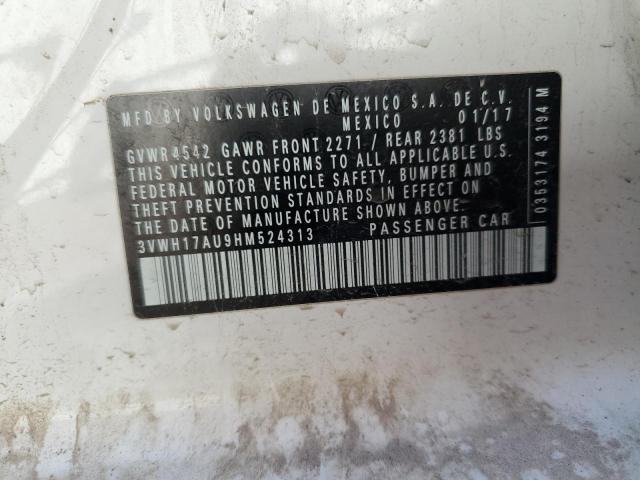 MFD BY VOLKSWAGEN DE MEXICO S.A. DE C.V.
MEXICO 01/17
GVWR 4542 GAWR FRONT 2271 / REAR 2381 LBS
THIS VEHICLE CONFORMS TO ALL APPLICABLE U.S.
FEDERAL MOTOR VEHICLE SAFETY, BUMPER AND
THEFT PREVENTION STANDARDS IN EFFECT ON
THE DATE OF MANUFACTURE SHOWN ABOVE.
3VWH17AU9HM524313 PASSENGER CAR
0353174 3194 M